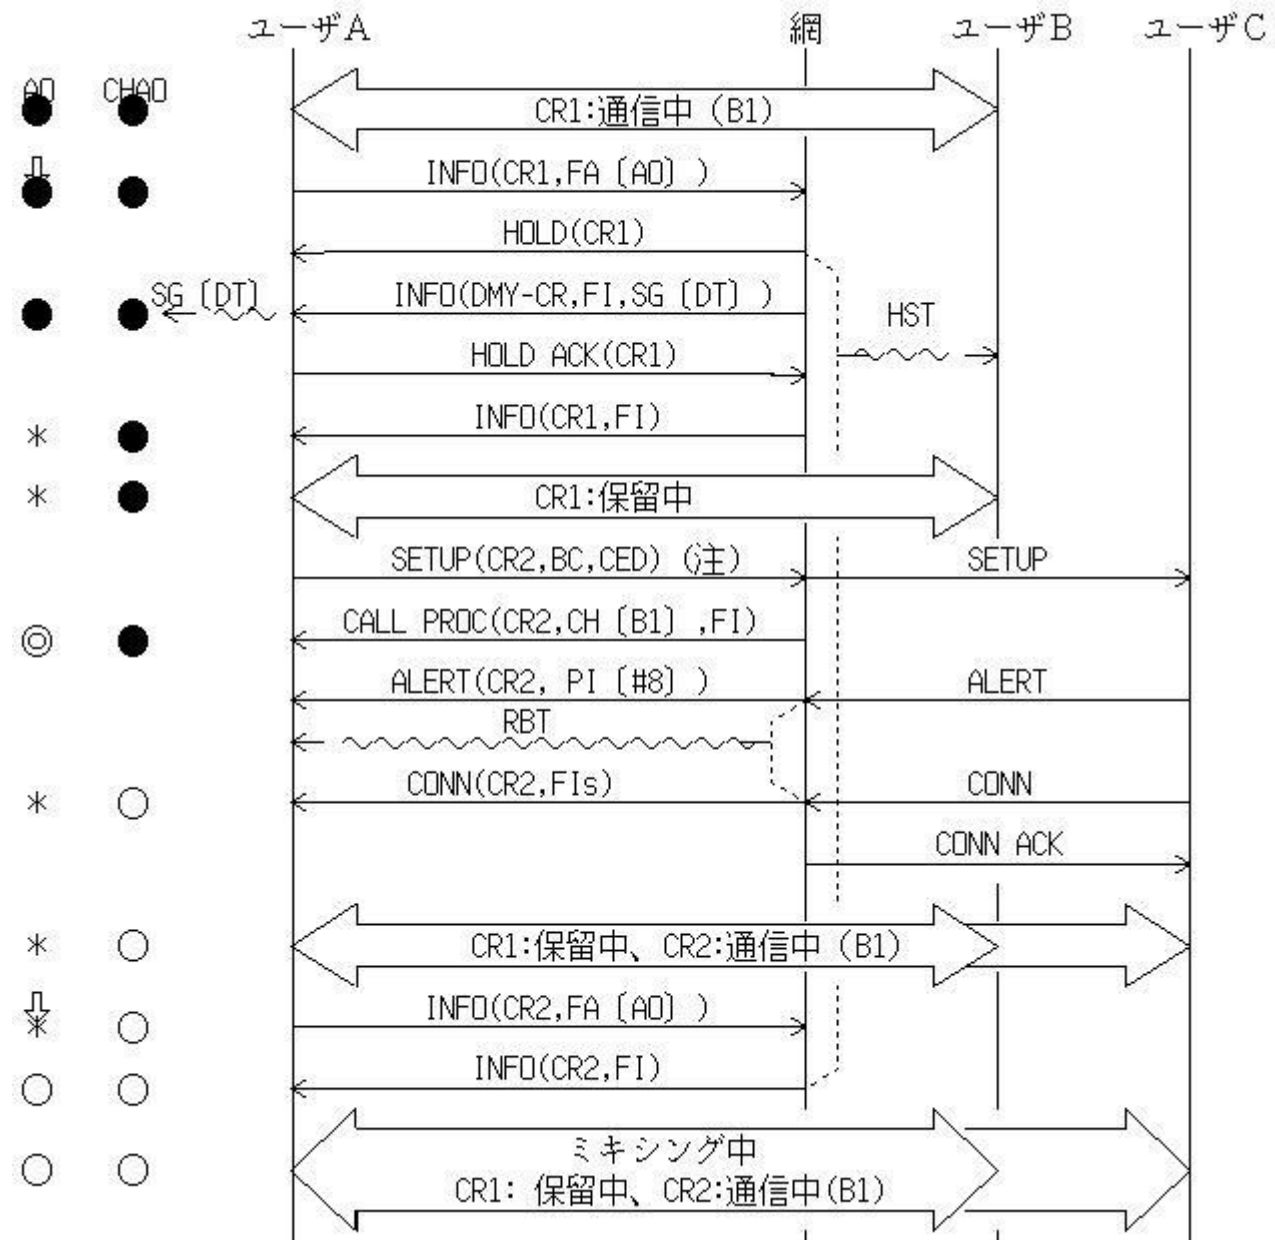 ユーザA 網 ユーザB ユーザC
AO CHAO
CR1:通信中 (B1)
INFO(CR1,FA [AO] )
HOLD(CR1)
SG [DT] INFO(DMY-CR,FI,SG [DT] )
HST
HOLD ACK(CR1)
INFO(CR1,FI)
CR1:保留中
SETUP(CR2,BC,CED) (注) SETUP
CALL PROC(CR2,CH [B1] ,FI)
ALERT(CR2, PI [#8] ) ALERT
RBT
CONN(CR2,FIs) CONN
CONN ACK
CR1:保留中、CR2:通信中 (B1)
INFO(CR2,FA [AO] )
INFO(CR2,FI)
ミキシング中
CR1: 保留中、CR2:通信中(B1)